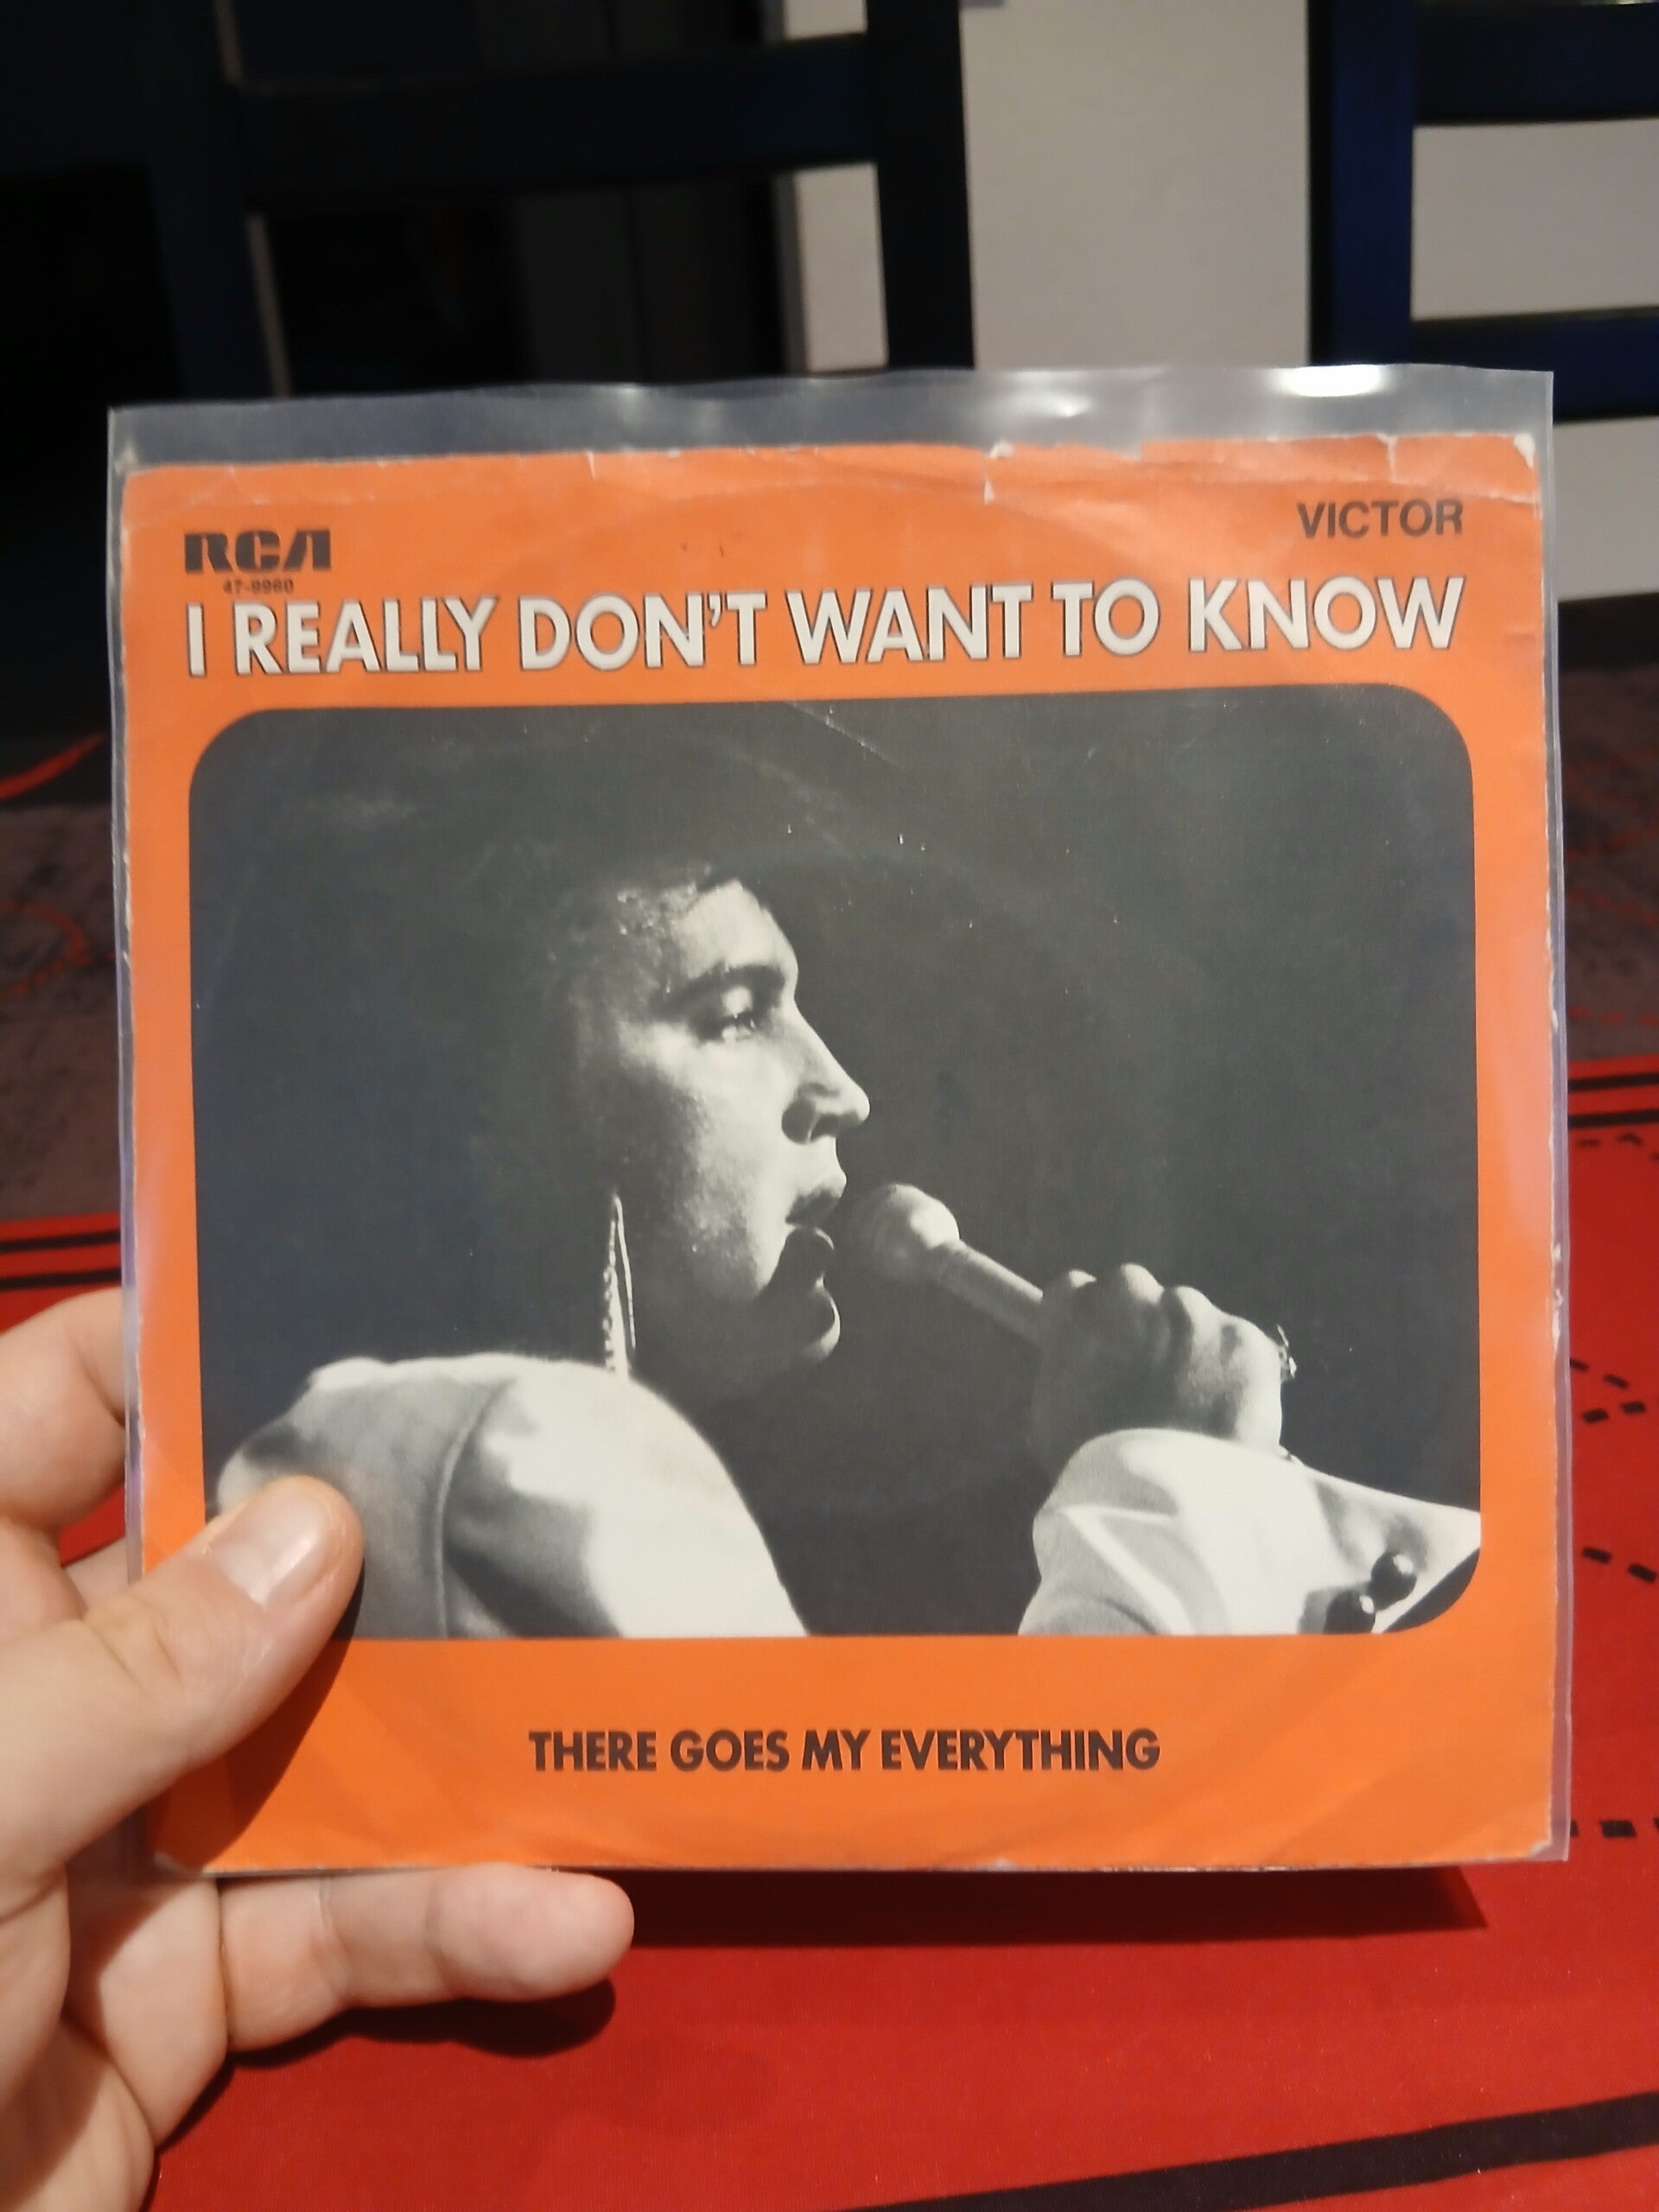 RCA
VICTOR
47-9960
I REALLY DON'T WANT TO KNOW
THERE GOES MY EVERYTHING